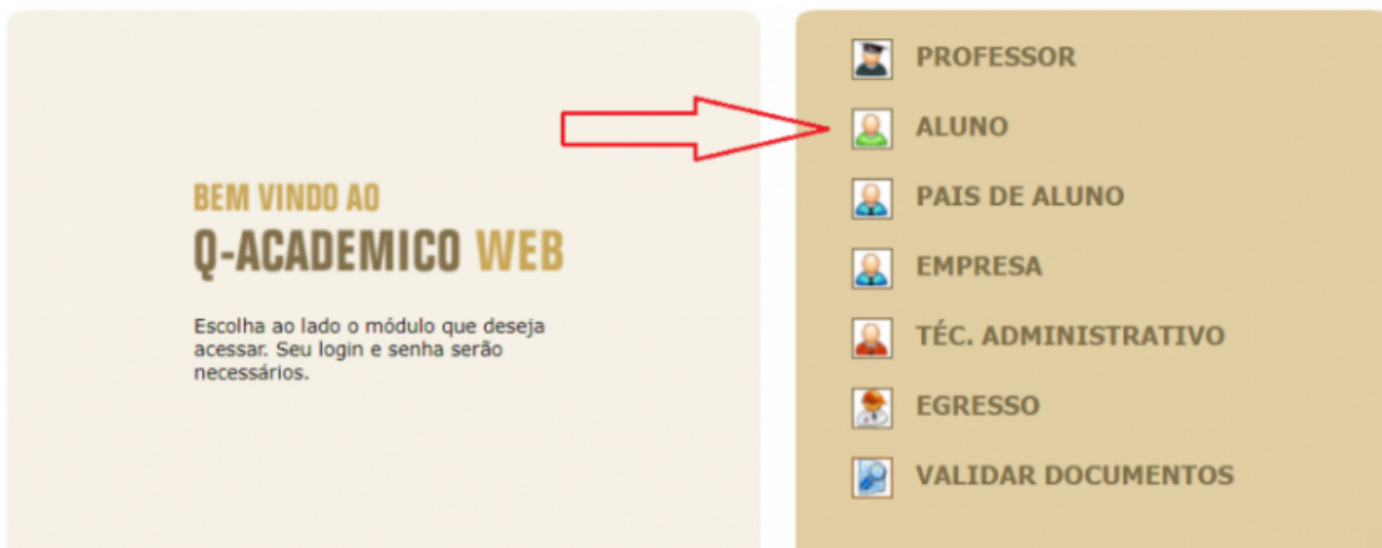 BEM VINDO AO
Q-ACADEMICO WEB
Escolha ao lado o módulo que deseja
acessar. Seu login e senha serão
necessários.
PROFESSOR
ALUNO
PAIS DE ALUNO
EMPRESA
TÉC. ADMINISTRATIVO
EGRESSO
VALIDAR DOCUMENTOS